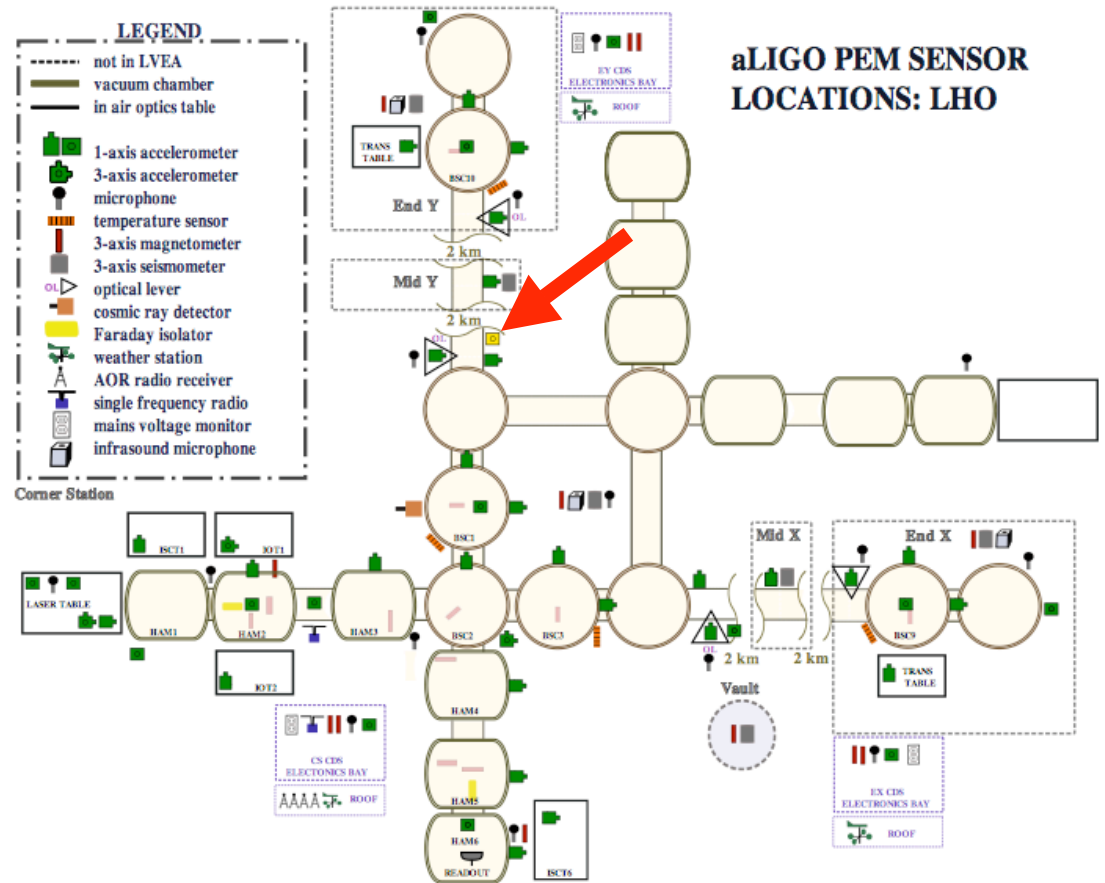 LEGEND
not in LVEA
vacuum chamber
in air optics table
1-axis accelerometer
3-axis accelerometer
microphone
temperature sensor
3-axis magnetometer
3-axis seismometer
OL optical lever
cosmic ray detector
Faraday isolator
weather station
AOR radio receiver
single frequency radio
mains voltage monitor
infrasound microphone
aLIGO PEM SENSOR
LOCATIONS: LHO
EY CDS
ELECTRONICS BAY
ROOF
TRANS
TABLE
BSC10
End Y
OL
2 km
Mid Y
2 km
OL
Corner Station
ISCT1
IOT1
LASER TABLE
HAM1
HAM2
HAM3
BSC1
BSC2
BSC3
IOT2
OL
2 km
Mid X
2 km
End X
BSC9
TRANS
TABLE
Vault
HAM4
CS CDS
ELECTONICS BAY
ROOF
HAM5
HAM6
READOUT
ISCT6
EX CDS
ELECTRONICS BAY
ROOF